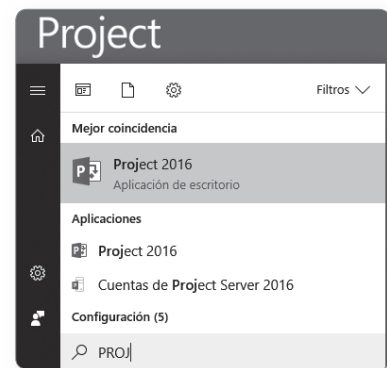 Project
Filtros
Mejor coincidencia
Project 2016
Aplicación de escritorio
Aplicaciones
Project 2016
Cuentas de Project Server 2016
Configuración (5)
PROJ